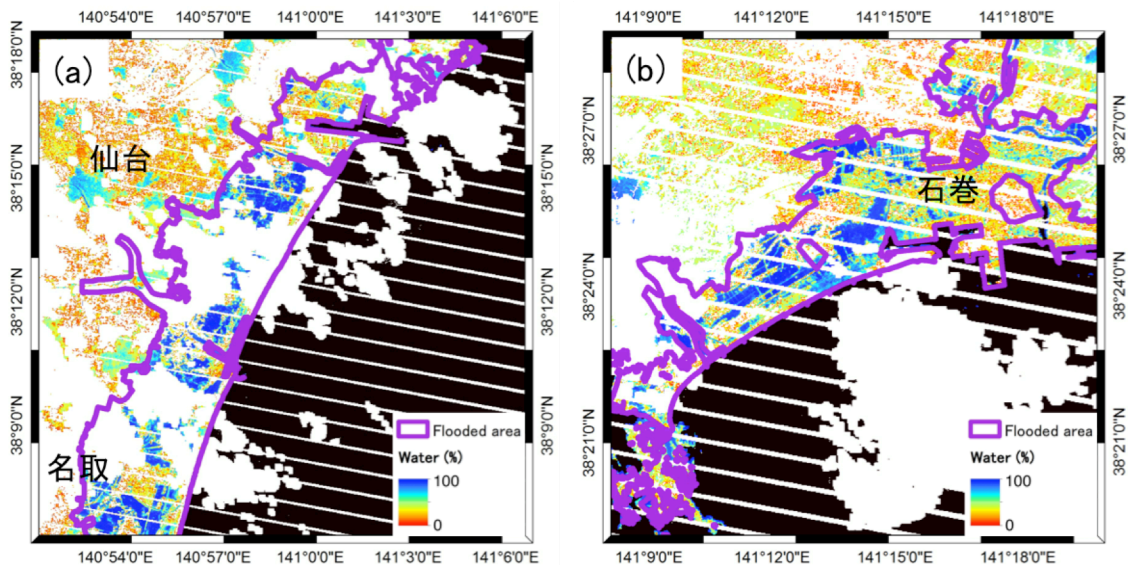 140°54'0"E 140°57'0"E 141°0'0"E 141°3'0"E 141°6'0"E
(a)
38°18'0"N
38°15'0"N
38°12'0"N
38°9'0"N
38°18'0"N
38°15'0"N
38°12'0"N
38°9'0"N
仙台
名取
Flooded area
Water (%)
100
0
140°54'0"E 140°57'0"E 141°0'0"E 141°3'0"E 141°6'0"E
141°9'0"E 141°12'0"E 141°15'0"E 141°18'0"E
(b)
38°27'0"N
38°24'0"N
38°21'0"N
38°27'0"N
38°24'0"N
38°21'0"N
石巻
Flooded area
Water (%)
100
0
141°9'0"E 141°12'0"E 141°15'0"E 141°18'0"E